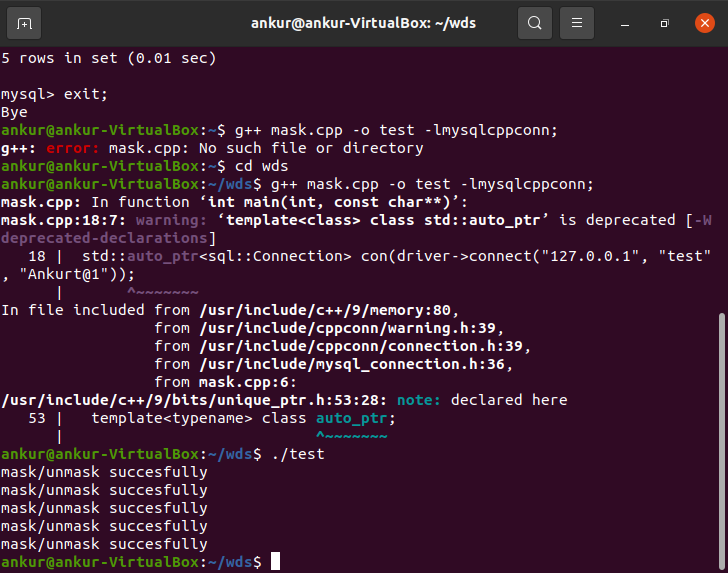 ankur@ankur-VirtualBox: ~/wds
5 rows in set (0.01 sec)
mysql> exit;
Bye
ankur@ankur-VirtualBox:~$ g++ mask.cpp -o test -lmysqlcppconn;
g++: error: mask.cpp: No such file or directory
ankur@ankur-VirtualBox:~$ cd wds
ankur@ankur-VirtualBox:~/wds$ g++ mask.cpp -o test -lmysqlcppconn;
mask.cpp: In function ‘int main(int, const char**)’:
mask.cpp:18:7: warning: ‘template<class> class std::auto_ptr’ is deprecated [-W
deprecated-declarations]
   18 |  std::auto_ptr<sql::Connection> con(driver->connect("127.0.0.1", "test"
, "Ankurt@1"));
      |       ^~~~~~~~
In file included from /usr/include/c++/9/memory:80,
                 from /usr/include/cppconn/warning.h:39,
                 from /usr/include/cppconn/connection.h:39,
                 from /usr/include/mysql_connection.h:36,
                 from mask.cpp:6:
/usr/include/c++/9/bits/unique_ptr.h:53:28: note: declared here
   53 |   template<typename> class auto_ptr;
      |                            ^~~~~~~~
ankur@ankur-VirtualBox:~/wds$ ./test
mask/unmask succesfully
mask/unmask succesfully
mask/unmask succesfully
mask/unmask succesfully
mask/unmask succesfully
ankur@ankur-VirtualBox:~/wds$